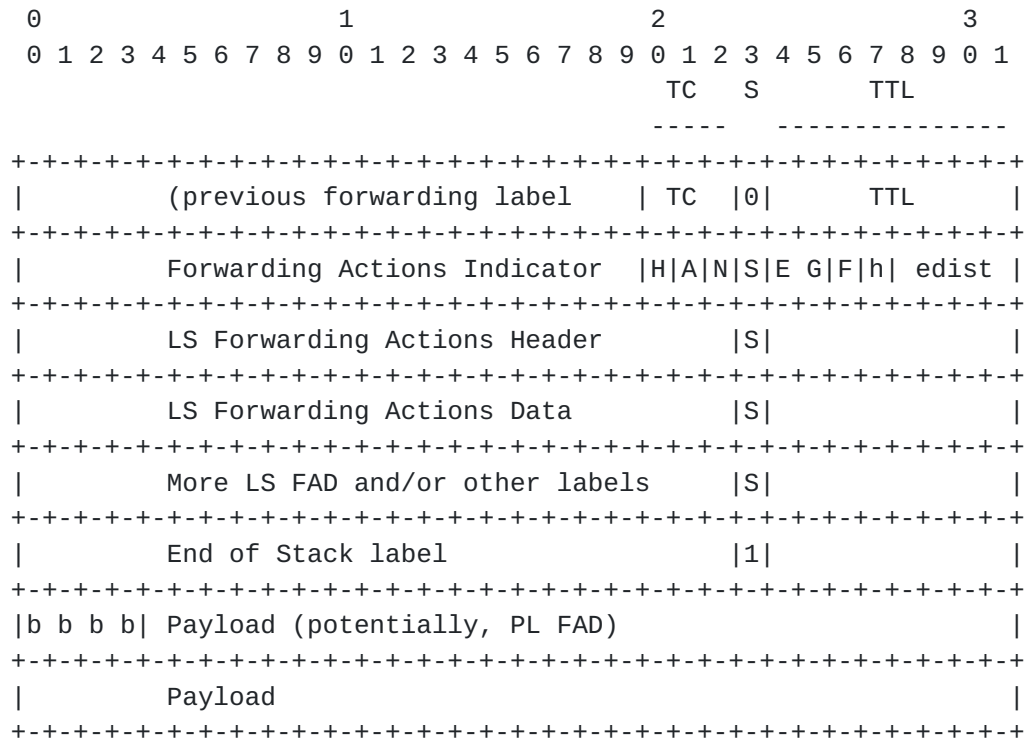 0                   1                   2                   3
 0 1 2 3 4 5 6 7 8 9 0 1 2 3 4 5 6 7 8 9 0 1 2 3 4 5 6 7 8 9 0 1
                                          TC   S       TTL
                                         -----  ---------------
+-+-+-+-+-+-+-+-+-+-+-+-+-+-+-+-+-+-+-+-+-+-+-+-+-+-+-+-+-+-+-+-+
|         (previous forwarding label    | TC  |0|      TTL      |
+-+-+-+-+-+-+-+-+-+-+-+-+-+-+-+-+-+-+-+-+-+-+-+-+-+-+-+-+-+-+-+-+
|         Forwarding Actions Indicator  |H|A|N|S|E G|F|h| edist |
+-+-+-+-+-+-+-+-+-+-+-+-+-+-+-+-+-+-+-+-+-+-+-+-+-+-+-+-+-+-+-+-+
|         LS Forwarding Actions Header        |S|               |
+-+-+-+-+-+-+-+-+-+-+-+-+-+-+-+-+-+-+-+-+-+-+-+-+-+-+-+-+-+-+-+-+
|         LS Forwarding Actions Data          |S|               |
+-+-+-+-+-+-+-+-+-+-+-+-+-+-+-+-+-+-+-+-+-+-+-+-+-+-+-+-+-+-+-+-+
|         More LS FAD and/or other labels     |S|               |
+-+-+-+-+-+-+-+-+-+-+-+-+-+-+-+-+-+-+-+-+-+-+-+-+-+-+-+-+-+-+-+-+
|         End of Stack label                  |1|               |
+-+-+-+-+-+-+-+-+-+-+-+-+-+-+-+-+-+-+-+-+-+-+-+-+-+-+-+-+-+-+-+-+
|b b b b| Payload (potentially, PL FAD)                         |
+-+-+-+-+-+-+-+-+-+-+-+-+-+-+-+-+-+-+-+-+-+-+-+-+-+-+-+-+-+-+-+-+
|         Payload                                               |
+-+-+-+-+-+-+-+-+-+-+-+-+-+-+-+-+-+-+-+-+-+-+-+-+-+-+-+-+-+-+-+-+